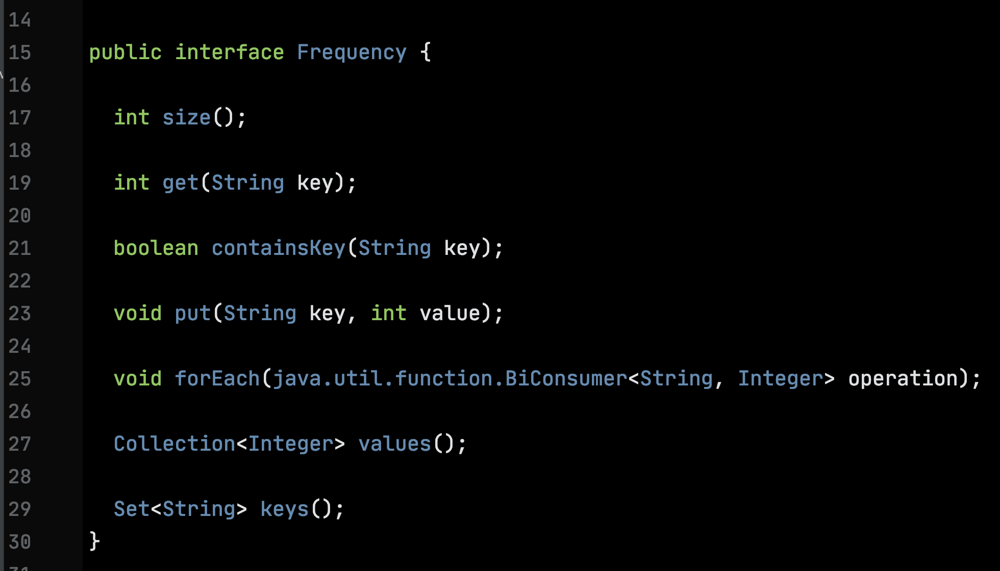 14
15 public interface Frequency {
16
17 int size();
18
19 int get(String key);
20
21 boolean containsKey(String key);
22
23 void put(String key, int value);
24
25 void forEach(java.util.function.BiConsumer<String, Integer> operation);
26
27 Collection<Integer> values();
28
29 Set<String> keys();
30 }
31